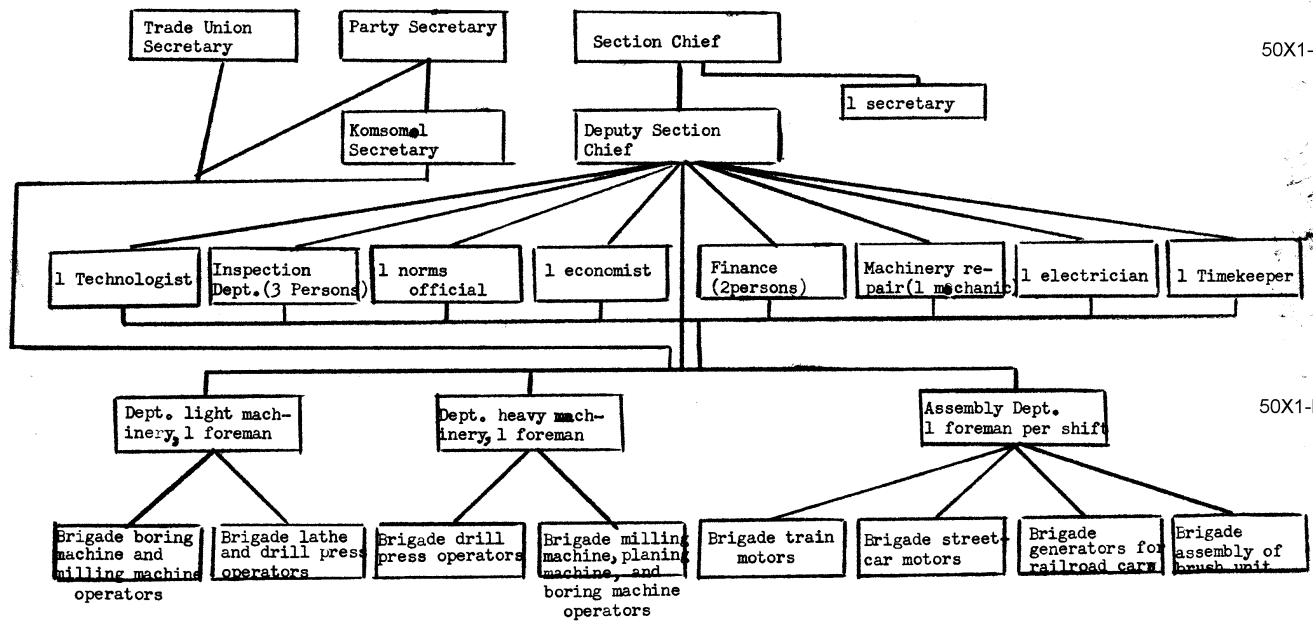 Trade Union
Secretary
Party Secretary
Section Chief
50X1-
1 secretary
Komsomol
Secretary
Deputy Section
Chief
1 Technologist
Inspection
Dept.(3 Persons)
1 norms
official
1 economist
Finance
(2persons)
Machinery re-
pair(1 mechanic
1 electrician
1 Timekeeper
Dept. light mach-
inery, 1 foreman
Dept. heavy mach-
inery, 1 foreman
Assembly Dept.
1 foreman per shift
50X1-
Brigade boring
machine and
milling machine
operators
Brigade lathe
and drill press
operators
Brigade drill
press operators
Brigade milling
machine, planing
machine, and
boring machine
operators
Brigade train
motors
Brigade street-
car motors
Brigade
generators for
railroad cars
Brigade
assembly of
brush unit